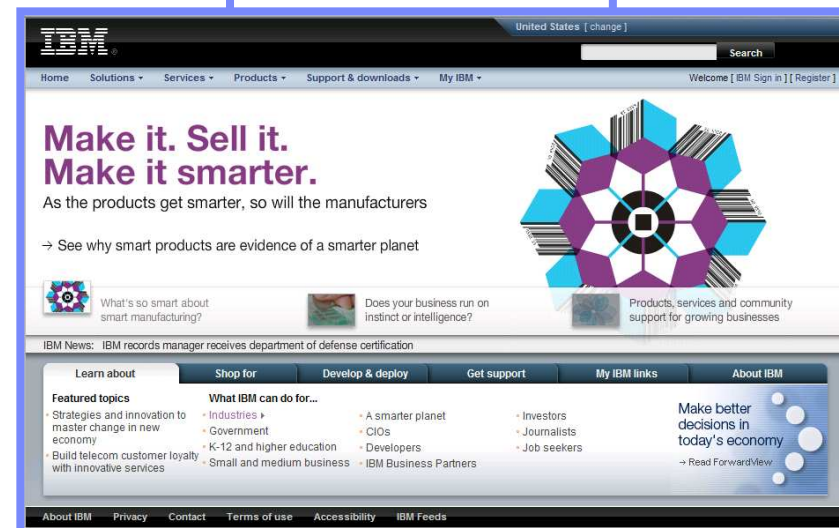 United States [ change ]
IBM®
Search
Home Solutions Services Products Support & downloads My IBM Welcome [ IBM Sign in ] [ Register ]
Make it. Sell it.
Make it smarter.
As the products get smarter, so will the manufacturers
→ See why smart products are evidence of a smarter planet
What's so smart about
smart manufacturing?
Does your business run on
instinct or intelligence?
Products, services and community
support for growing businesses
IBM News: IBM records manager receives department of defense certification
Learn about Shop for Develop & deploy Get support My IBM links About IBM
Featured topics
Strategies and innovation to
master change in new
economy
Build telecom customer loyalty
with innovative services
What IBM can do for...
Industries
Government
K-12 and higher education
Small and medium business
A smarter planet
CIOs
Developers
IBM Business Partners
Investors
Journalists
Job seekers
Make better
decisions in
today's economy
→ Read ForwardView
About IBM Privacy Contact Terms of use Accessibility IBM Feeds